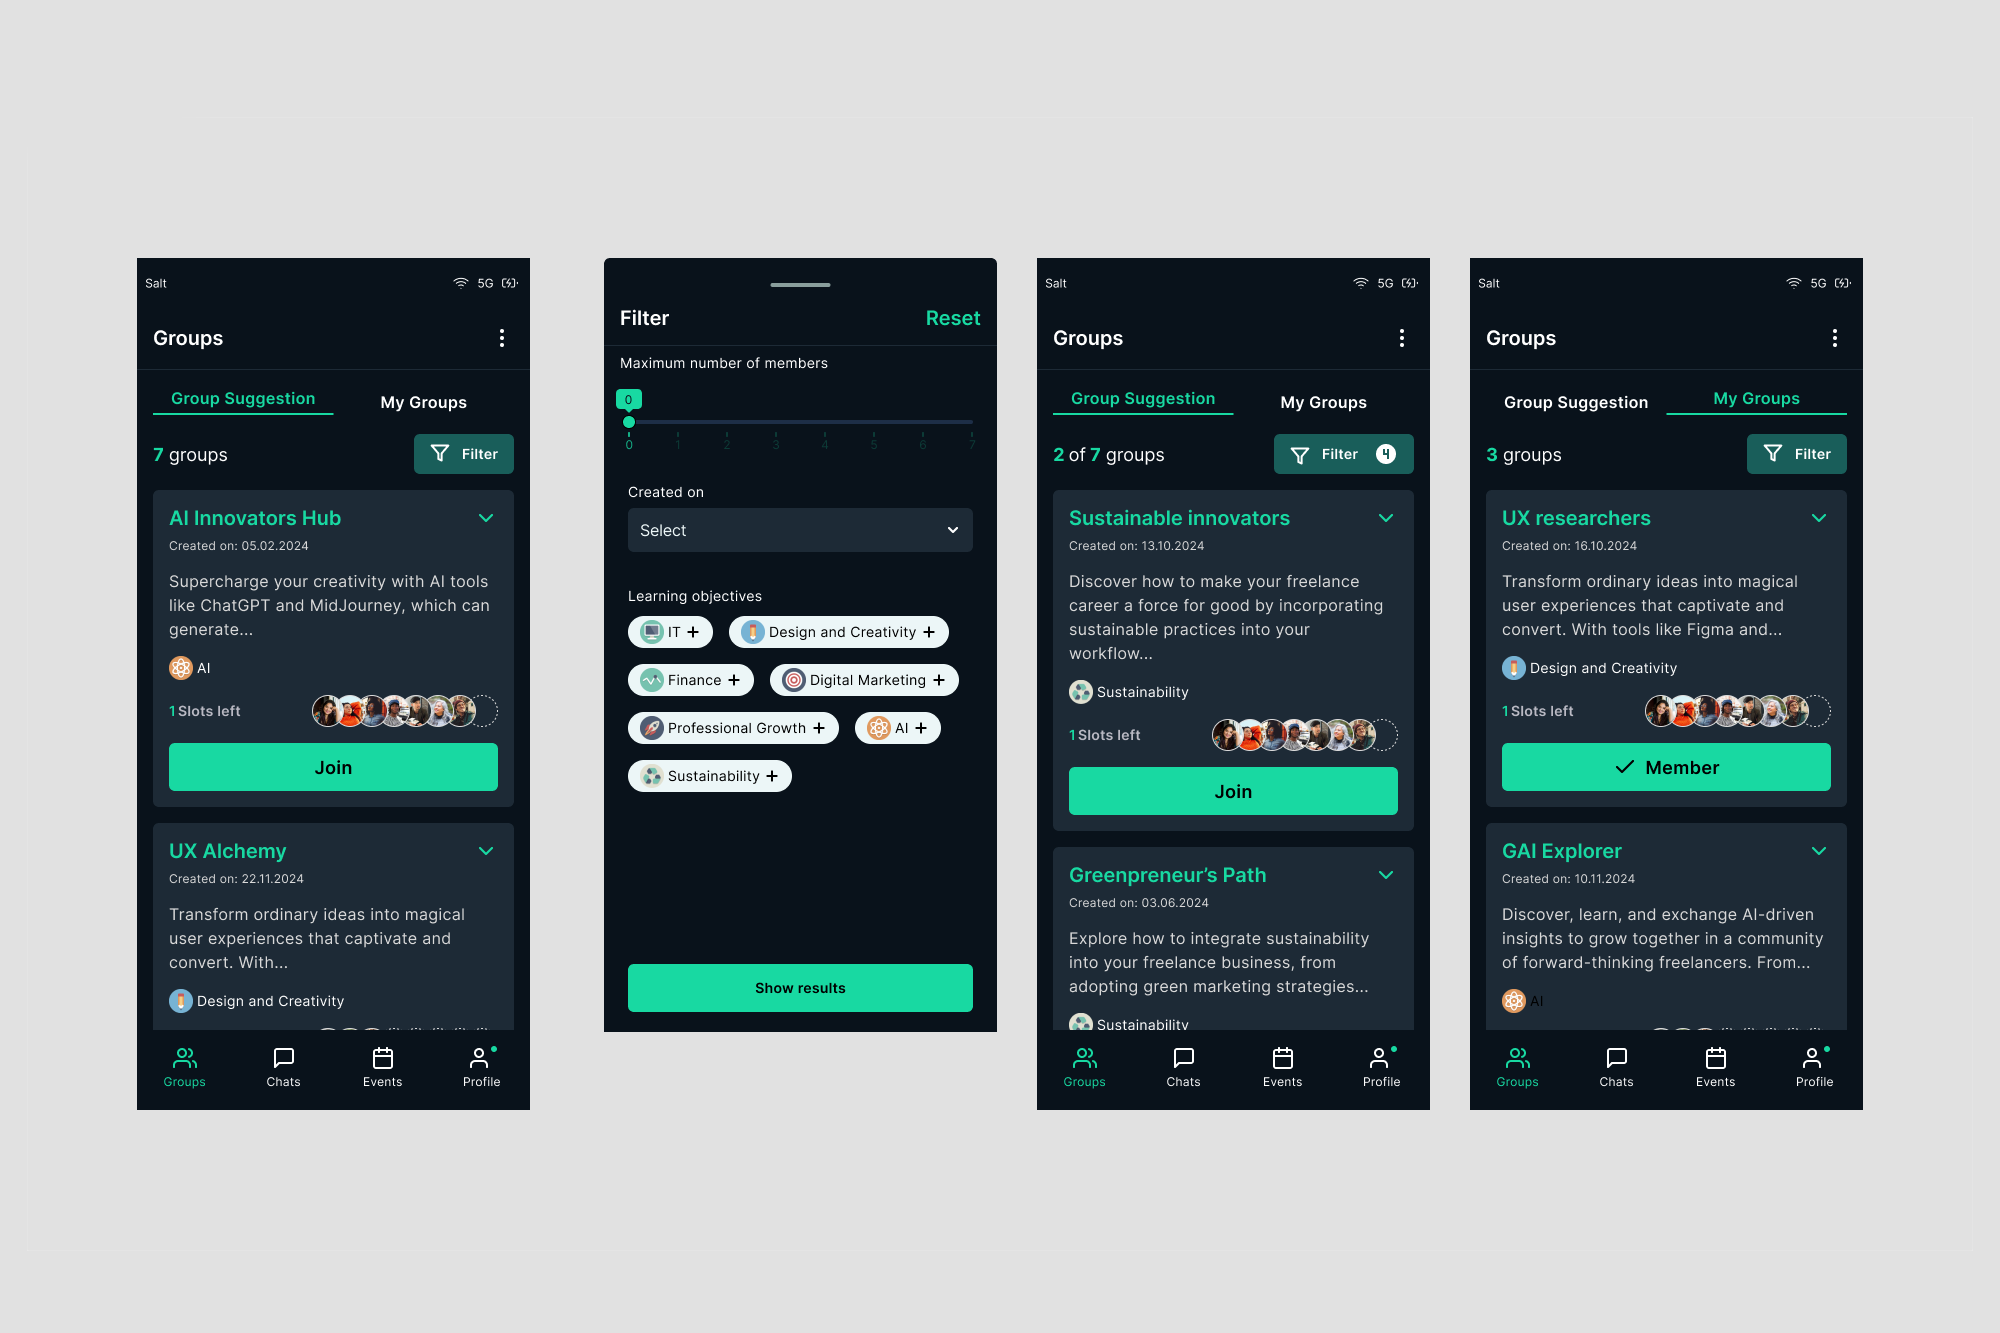 Salt
5G
Groups
Group Suggestion
My Groups
7 groups
Filter
AI Innovators Hub
Created on: 05.02.2024
Supercharge your creativity with AI tools
like ChatGPT and MidJourney, which can
generate...
AI
1 Slots left
Join
UX Alchemy
Created on: 22.11.2024
Transform ordinary ideas into magical
user experiences that captivate and
convert. With...
Design and Creativity
Groups
Chats
Events
Profile
Filter
Reset
Maximum number of members
0
0 1 2 3 4 5 6 7
Created on
Select
Learning objectives
IT
Design and Creativity
Finance
Digital Marketing
Professional Growth
AI
Sustainability
Show results
Salt
5G
Groups
Group Suggestion
My Groups
2 of 7 groups
Filter 4
Sustainable innovators
Created on: 13.10.2024
Discover how to make your freelance
career a force for good by incorporating
sustainable practices into your
workflow...
Sustainability
1 Slots left
Join
Greenpreneur's Path
Created on: 03.06.2024
Explore how to integrate sustainability
into your freelance business, from
adopting green marketing strategies...
Sustainability
Groups
Chats
Events
Profile
Salt
5G
Groups
Group Suggestion
My Groups
3 groups
Filter
UX researchers
Created on: 16.10.2024
Transform ordinary ideas into magical
user experiences that captivate and
convert. With tools like Figma and...
Design and Creativity
1 Slots left
Member
GAI Explorer
Created on: 10.11.2024
Discover, learn, and exchange AI-driven
insights to grow together in a community
of forward-thinking freelancers. From...
AI
Groups
Chats
Events
Profile